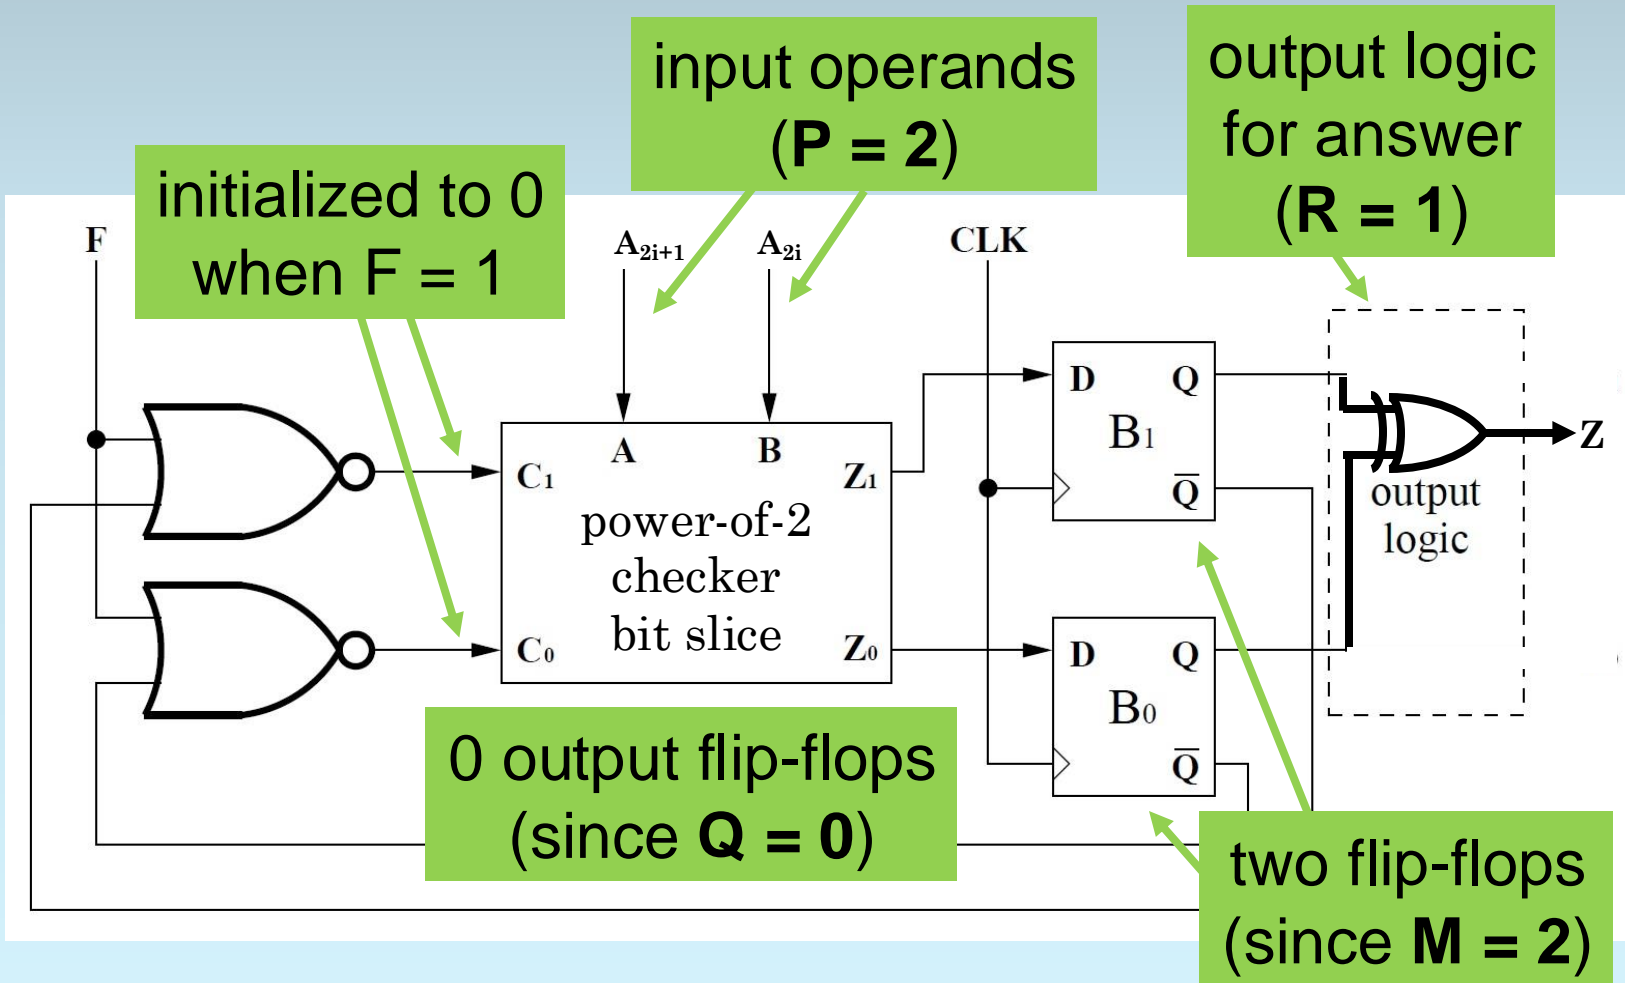 input operands
(P = 2)
output logic
for answer
(R = 1)
initialized to 0
when F = 1
F
A2i+1
A2i
CLK
C1
A
B
Z1
power-of-2
checker
bit slice
C0
Z0
D
Q
B1
Q̅
D
Q
B0
Q̅
Z
output
logic
0 output flip-flops
(since Q = 0)
two flip-flops
(since M = 2)